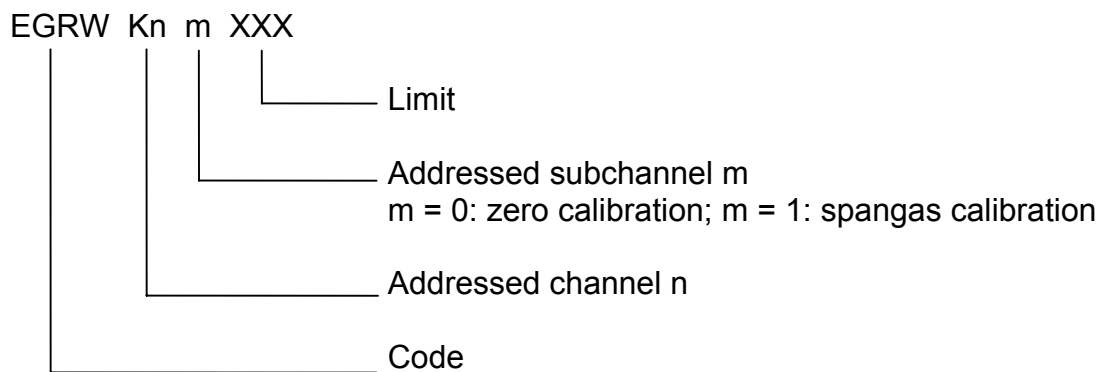 EGRW Kn m XXX
Limit
Addressed subchannel m
m = 0: zero calibration; m = 1: spangas calibration
Addressed channel n
Code